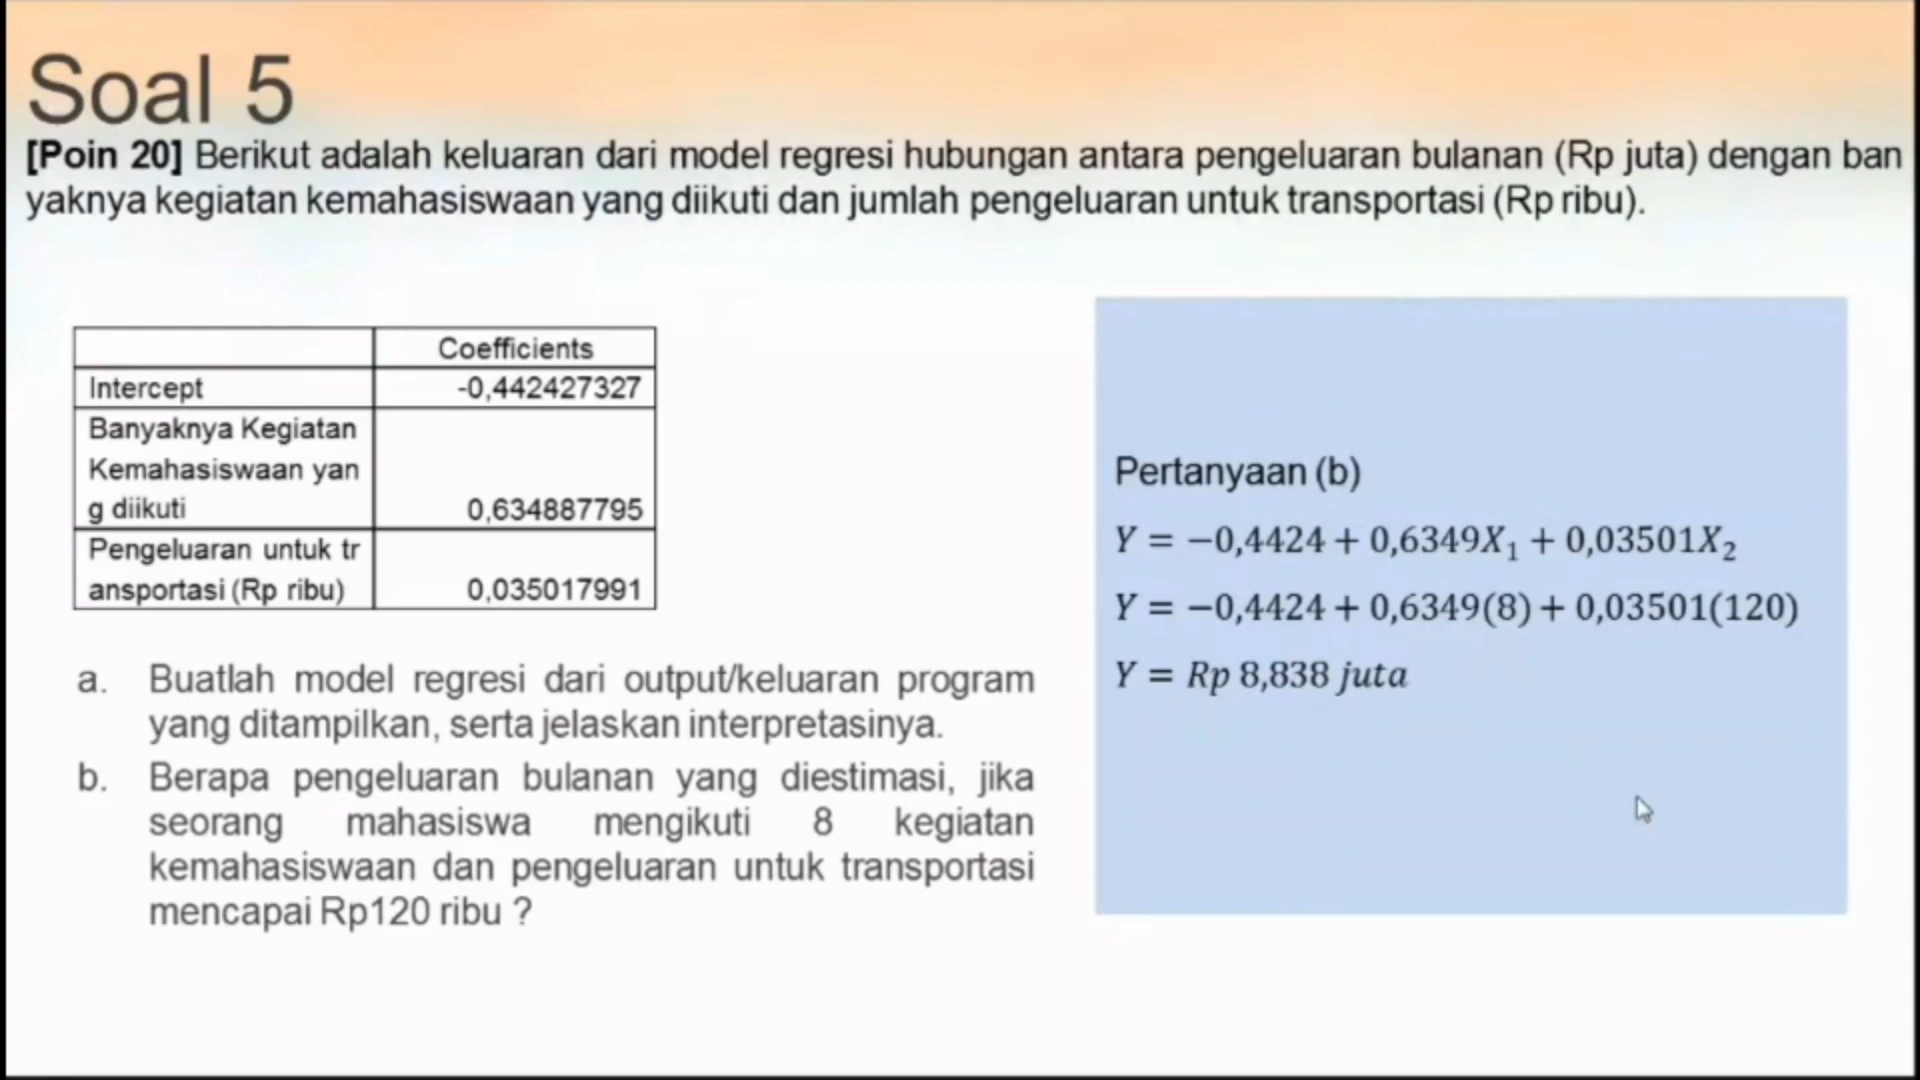 Soal 5
[Poin 20] Berikut adalah keluaran dari model regresi hubungan antara pengeluaran bulanan (Rp juta) dengan ban
yaknya kegiatan kemahasiswaan yang diikuti dan jumlah pengeluaran untuk transportasi (Rp ribu).
Coefficients
Intercept -0,442427327
Banyaknya Kegiatan
Kemahasiswaan yan
g diikuti 0,634887795
Pengeluaran untuk tr
ansportasi (Rp ribu) 0,035017991
a. Buatlah model regresi dari output/keluaran program
yang ditampilkan, serta jelaskan interpretasinya.
b. Berapa pengeluaran bulanan yang diestimasi, jika
seorang mahasiswa mengikuti 8 kegiatan
kemahasiswaan dan pengeluaran untuk transportasi
mencapai Rp120 ribu ?
Pertanyaan (b)
Y = −0,4424 + 0,6349X₁ + 0,03501X₂
Y = −0,4424 + 0,6349(8) + 0,03501(120)
Y = Rp 8,838 juta